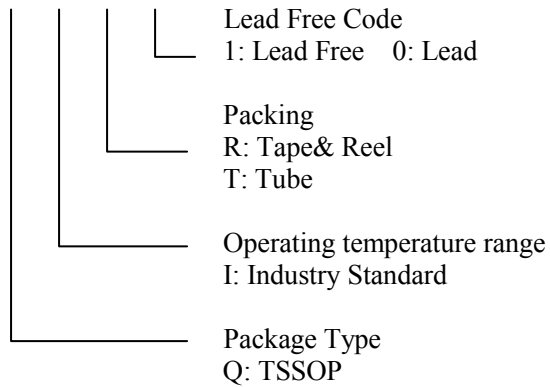 Lead Free Code
1: Lead Free 0: Lead
Packing
R: Tape& Reel
T: Tube
Operating temperature range
I: Industry Standard
Package Type
Q: TSSOP